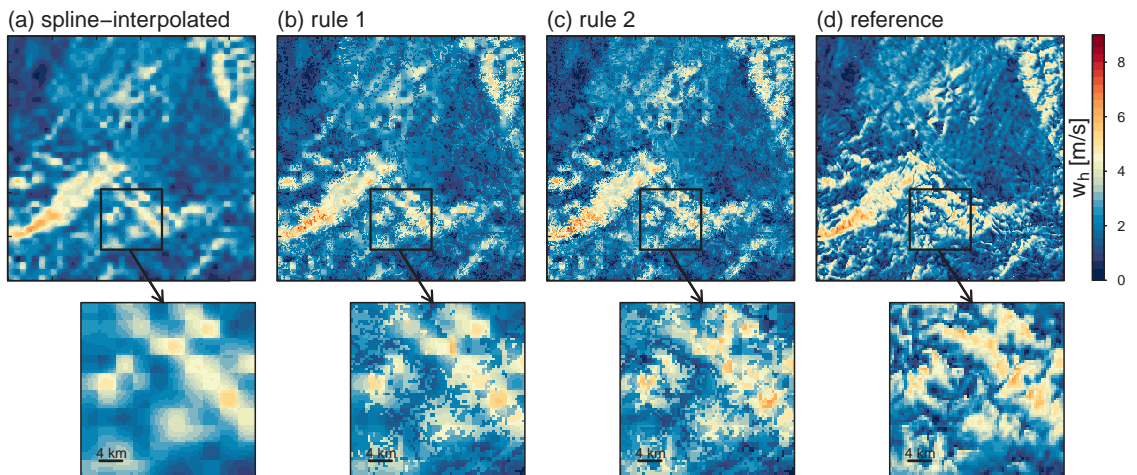 (a) spline−interpolated
(b) rule 1
(c) rule 2
(d) reference
8
6
4
2
0
w_h [m/s]
4 km
4 km
4 km
4 km